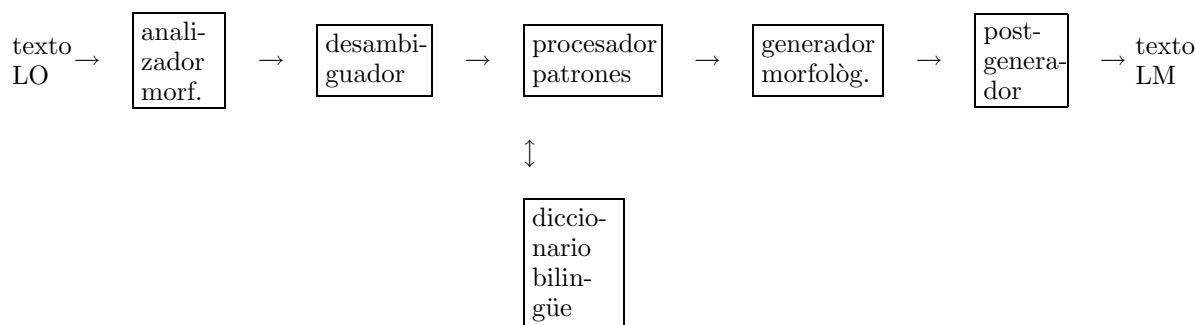 texto
LO
→
anali-
zador
morf.
→
desambi-
guador
→
procesador
patrones
→
generador
morfològ.
→
post-
genera-
dor
→
texto
LM
↕
diccio-
nario
bilin-
güe